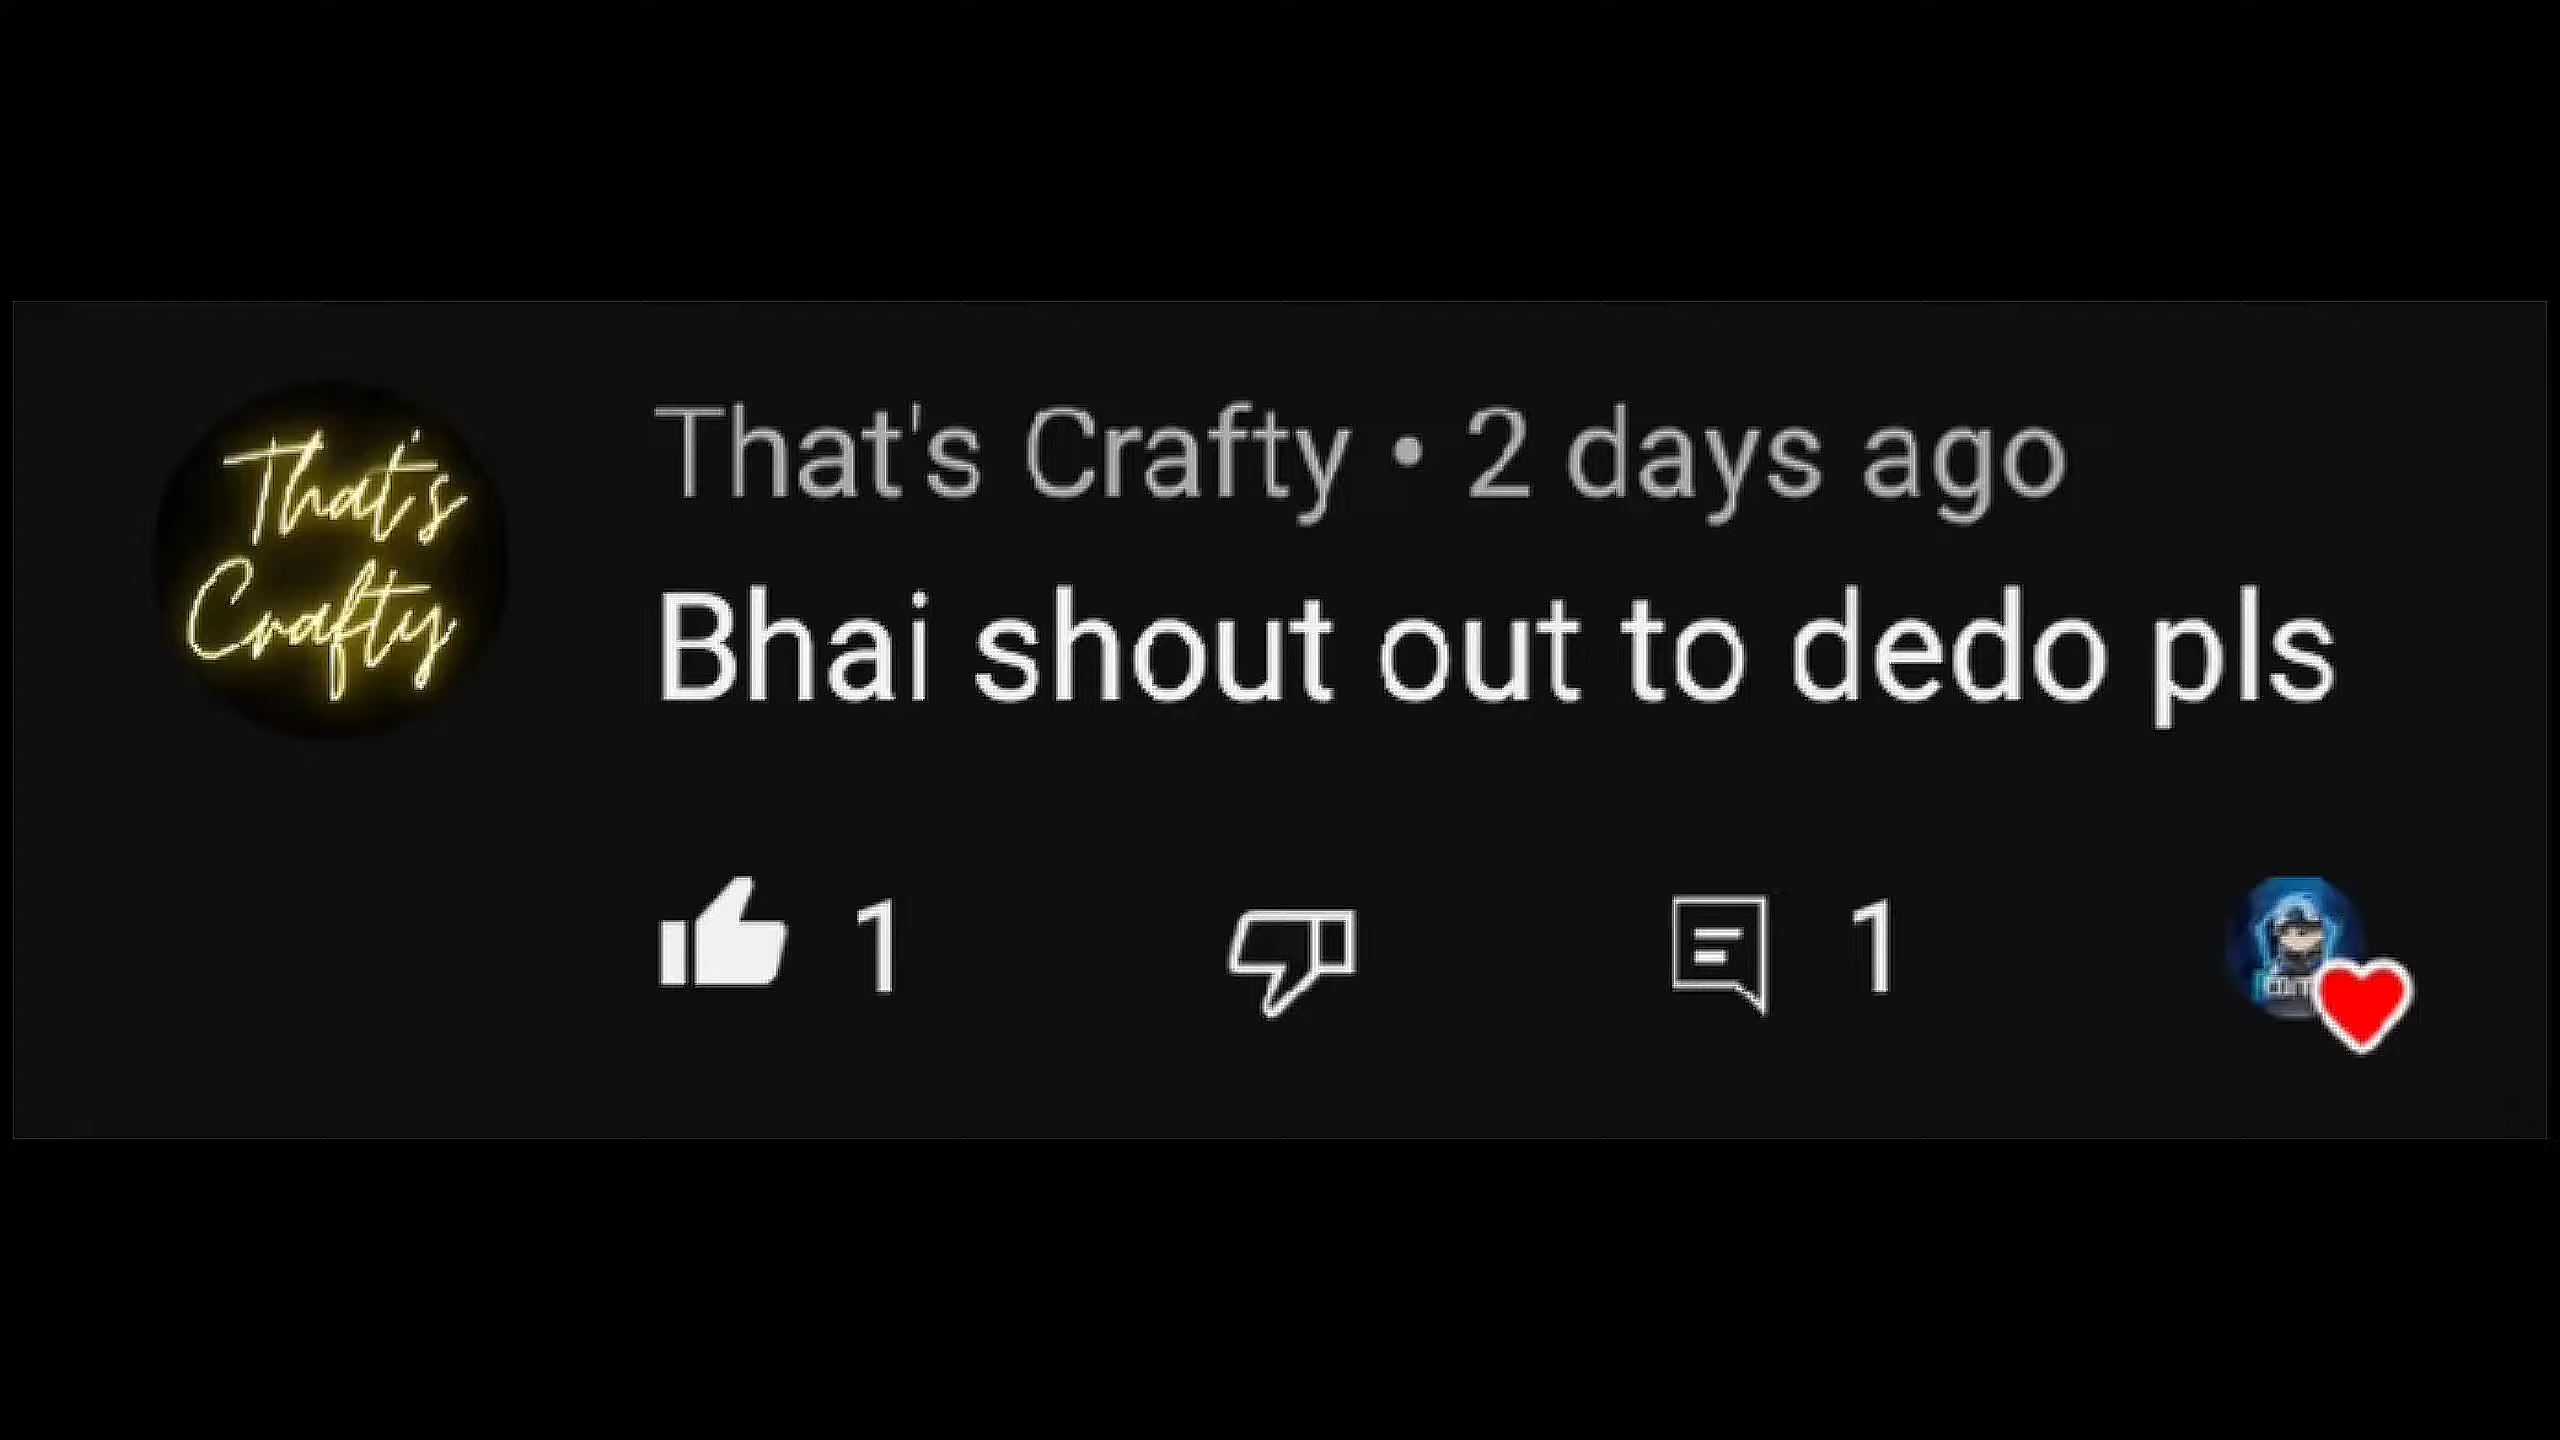 That's
Crafty
That's Crafty • 2 days ago
Bhai shout out to dedo pls
1
1